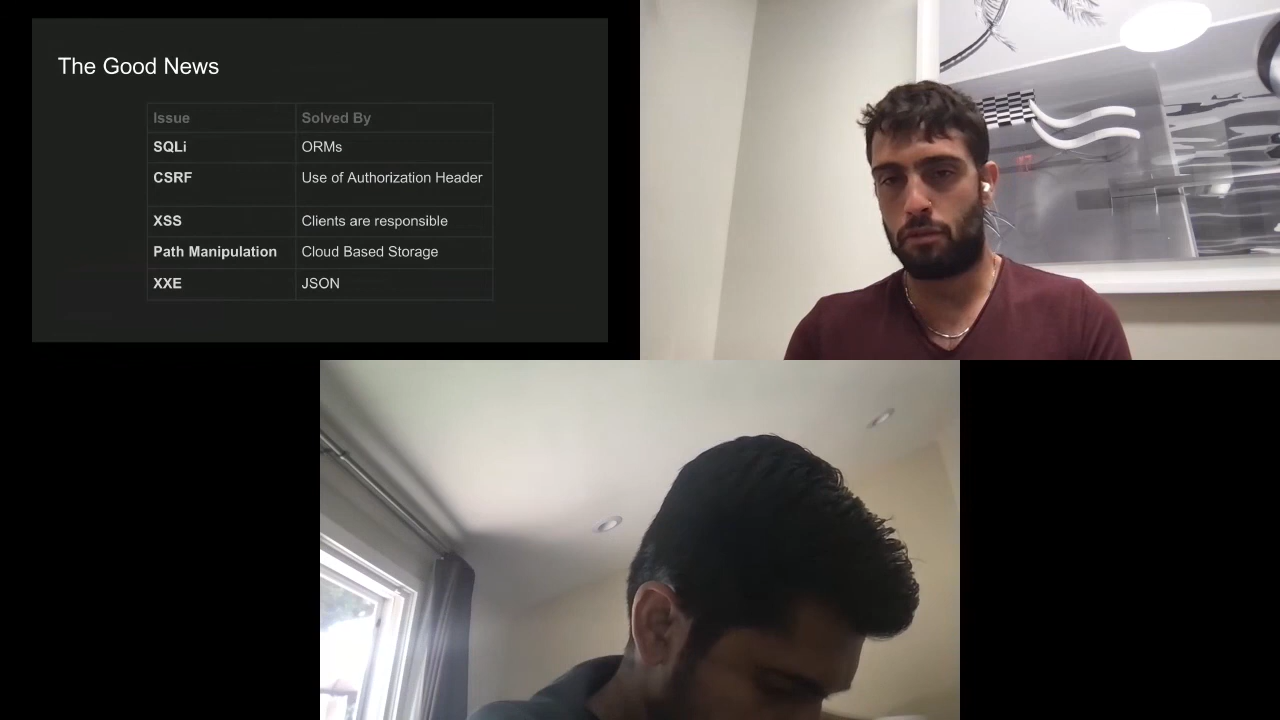 The Good News
Issue Solved By
SQLi ORMs
CSRF Use of Authorization Header
XSS Clients are responsible
Path Manipulation Cloud Based Storage
XXE JSON